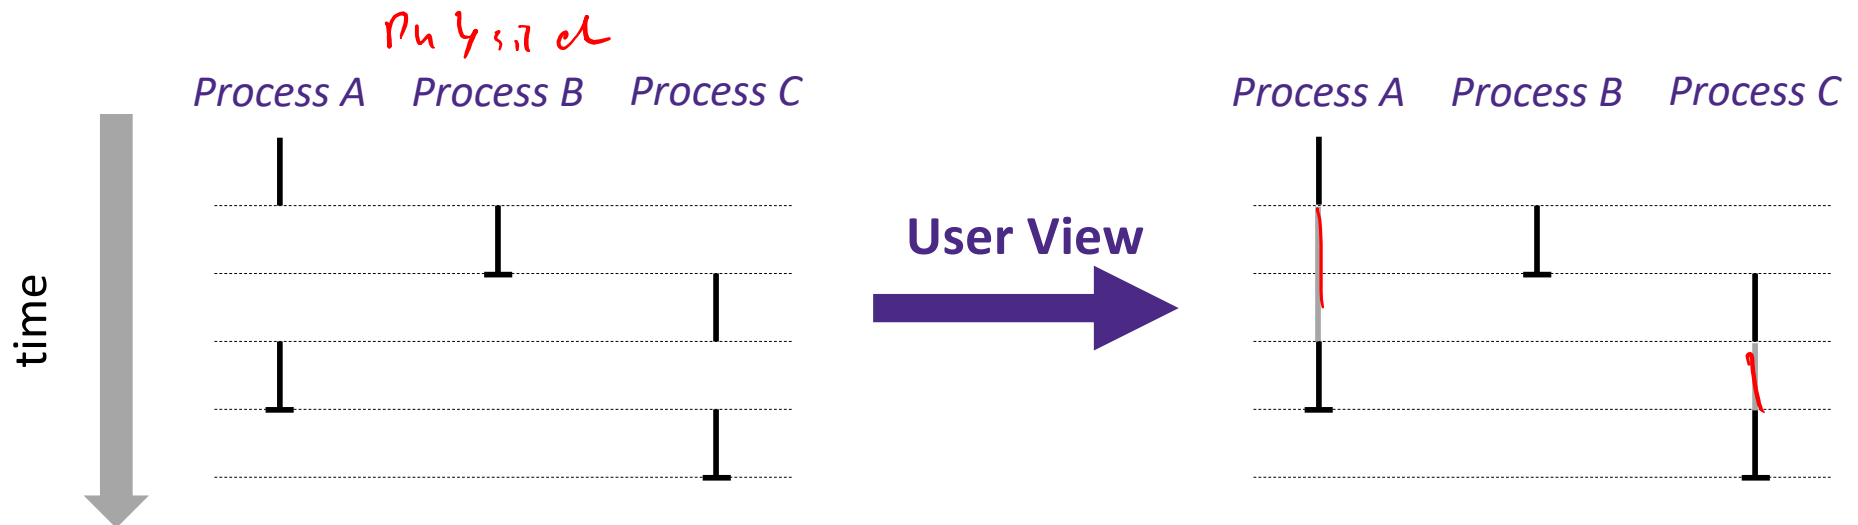 Physical
Process A Process B Process C
Process A Process B Process C
User View
time